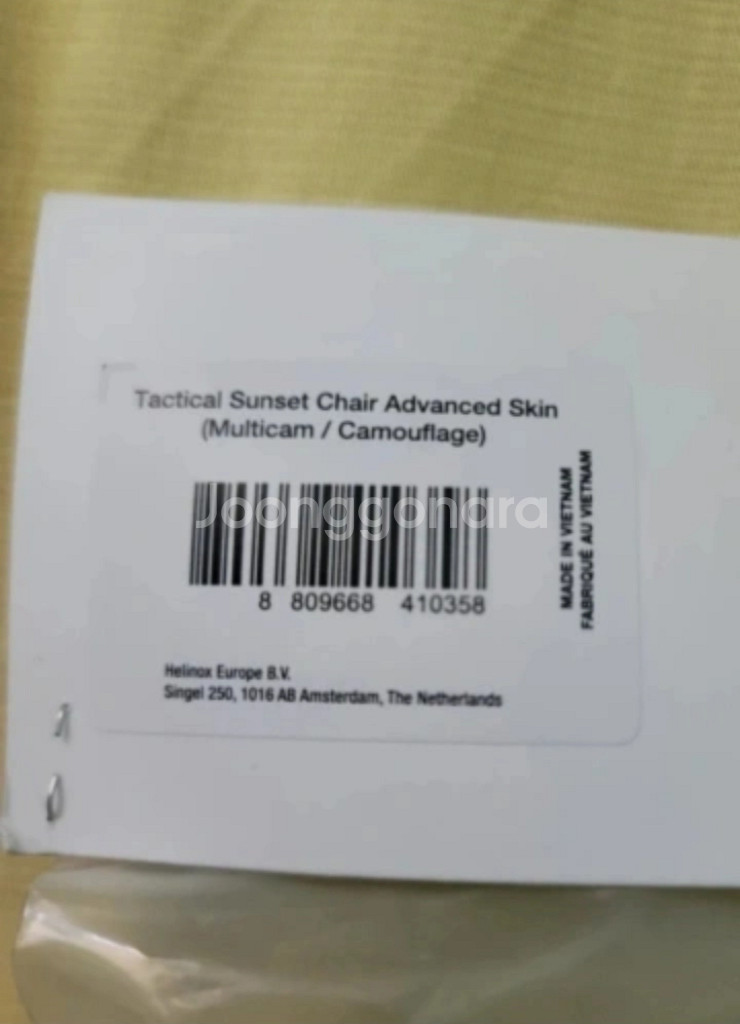 Tactical Sunset Chair Advanced Skin
(Multicam / Camouflage)
Joonggonara
8 809668 410358
MADE IN VIETNAM
FABRIQUÉ AU VIETNAM
Helinox Europe B.V.
Singel 250, 1016 AB Amsterdam, The Netherlands